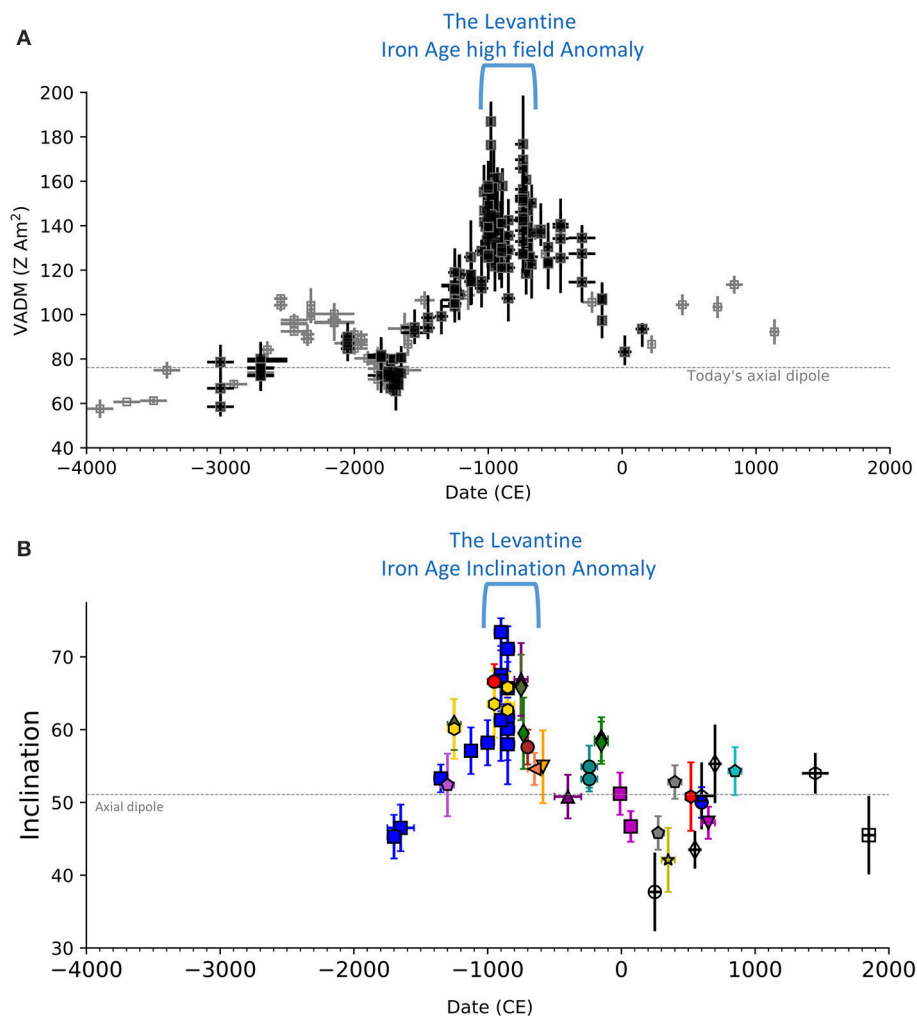 The Levantine
Iron Age high field Anomaly
A
200
180
160
140
120
100
80
60
40
VADM (Z Am²)
Today's axial dipole
−4000 −3000 −2000 −1000 0 1000 2000
Date (CE)
The Levantine
Iron Age Inclination Anomaly
B
70
60
50
40
30
Inclination
Axial dipole
−4000 −3000 −2000 −1000 0 1000 2000
Date (CE)